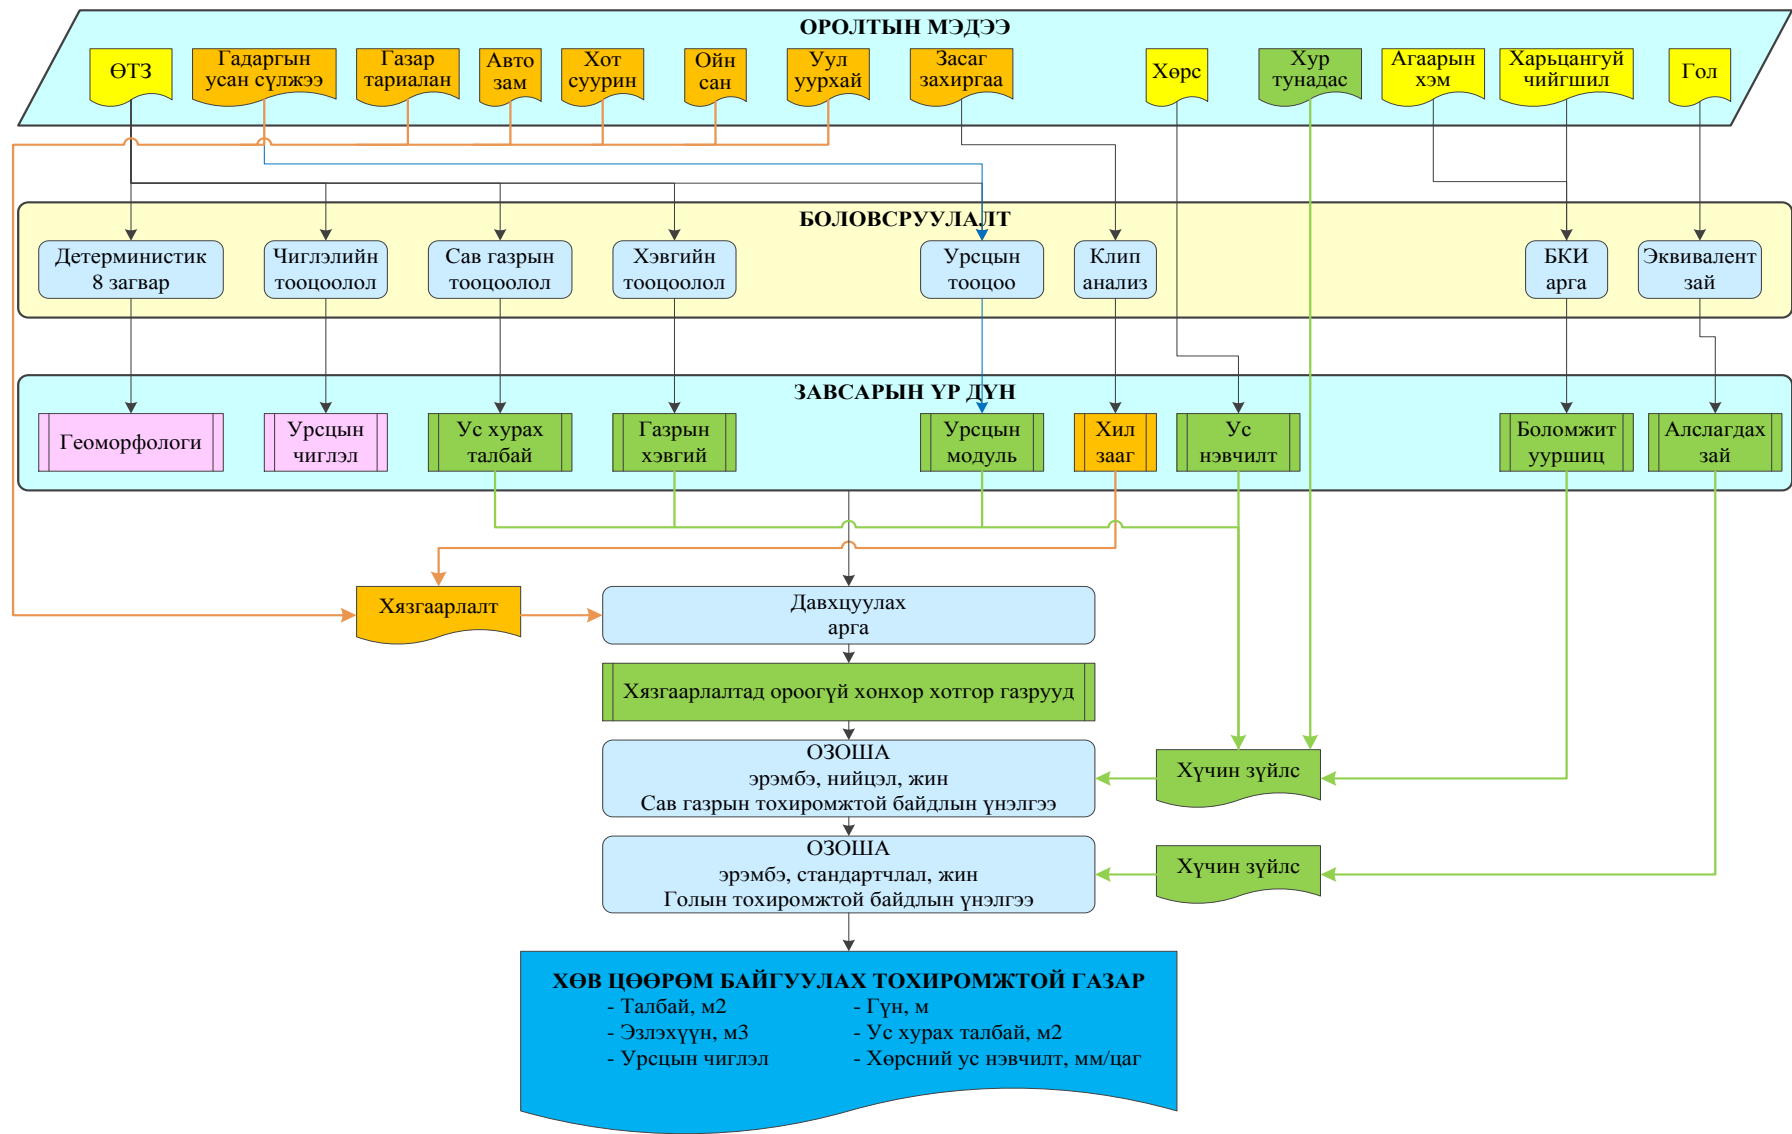 ОРОЛТЫН МЭДЭЭ
ӨТЗ
Гадаргын
усан сүлжээ
Газар
тариалан
Авто
зам
Хот
суурин
Ойн
сан
Уул
уурхай
Засаг
захиргаа
Хөрс
Хур
тунадас
Агаарын
хэм
Харьцангуй
чийгшил
Гол
БОЛОВСРУУЛАЛТ
Детерминистик
8 загвар
Чиглэлийн
тооцоолол
Сав газрын
тооцоолол
Хэвгийн
тооцоолол
Урсцын
тооцоо
Клип
анализ
БКИ
арга
Эквивалент
зай
ЗАВСАРЫН ҮР ДҮН
Геоморфологи
Урсцын
чиглэл
Ус хурах
талбай
Газрын
хэвгий
Урсцын
модуль
Хил
зааг
Ус
нэвчилт
Боломжит
ууршиц
Алслагдах
зай
Хязгаарлалт
Давхцуулах
арга
Хязгаарлалтад ороогүй хонхор хотгор газрууд
ОЗОША
эрэмбэ, нийцэл, жин
Сав газрын тохиромжтой байдлын үнэлгээ
Хүчин зүйлс
ОЗОША
эрэмбэ, стандартчлал, жин
Голын тохиромжтой байдлын үнэлгээ
Хүчин зүйлс
ХӨВ ЦӨӨРӨМ БАЙГУУЛАХ ТОХИРОМЖТОЙ ГАЗАР
- Талбай, м2
- Гүн, м
- Эзлэхүүн, м3
- Ус хурах талбай, м2
- Урсцын чиглэл
- Хөрсний ус нэвчилт, мм/цаг